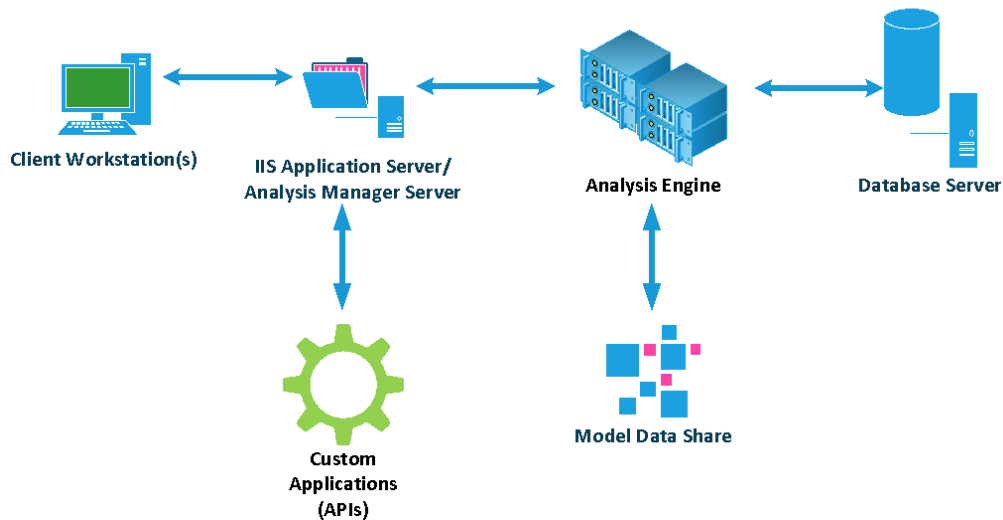 Client Workstation(s)
IIS Application Server/
Analysis Manager Server
Analysis Engine
Database Server
Custom
Applications
(APIs)
Model Data Share